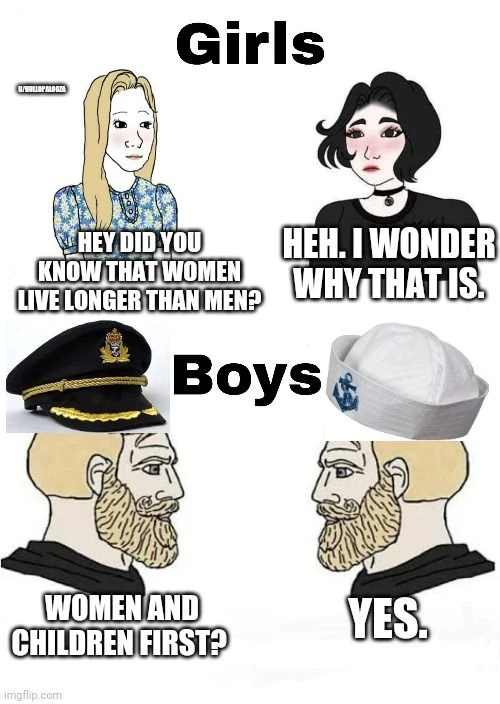 Girls
U/HULLOPALOOZA
HEY DID YOU
KNOW THAT WOMEN
LIVE LONGER THAN MEN?
HEH. I WONDER
WHY THAT IS.
Boys
WOMEN AND
CHILDREN FIRST?
YES.
imgflip.com